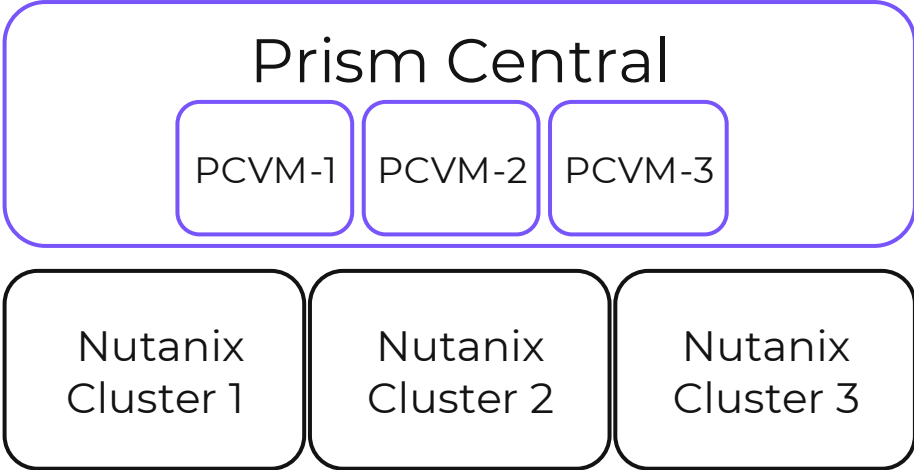 Prism Central
PCVM-1
PCVM-2
PCVM-3
Nutanix
Cluster 1
Nutanix
Cluster 2
Nutanix
Cluster 3